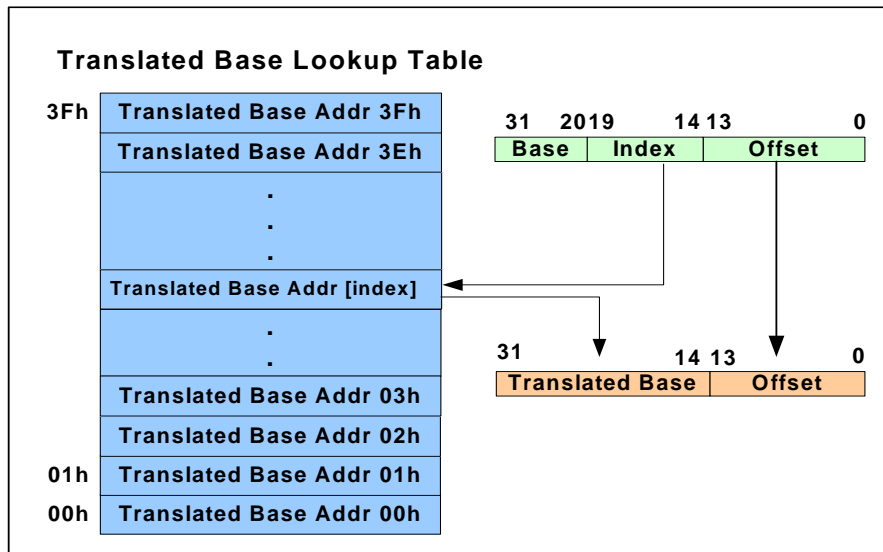 Translated Base Lookup Table
3Fh Translated Base Addr 3Fh
Translated Base Addr 3Eh
.
.
.
Translated Base Addr [index]
.
.
Translated Base Addr 03h
Translated Base Addr 02h
01h Translated Base Addr 01h
00h Translated Base Addr 00h
31 20 19 14 13 0
Base Index Offset
31 14 13 0
Translated Base Offset